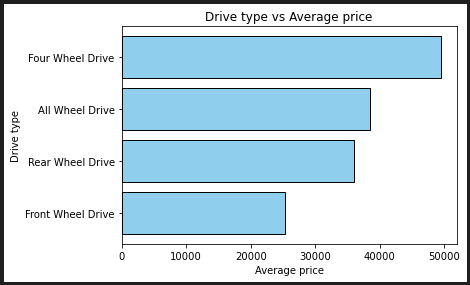 Drive type vs Average price
Drive type
Four Wheel Drive
All Wheel Drive
Rear Wheel Drive
Front Wheel Drive
0 10000 20000 30000 40000 50000
Average price